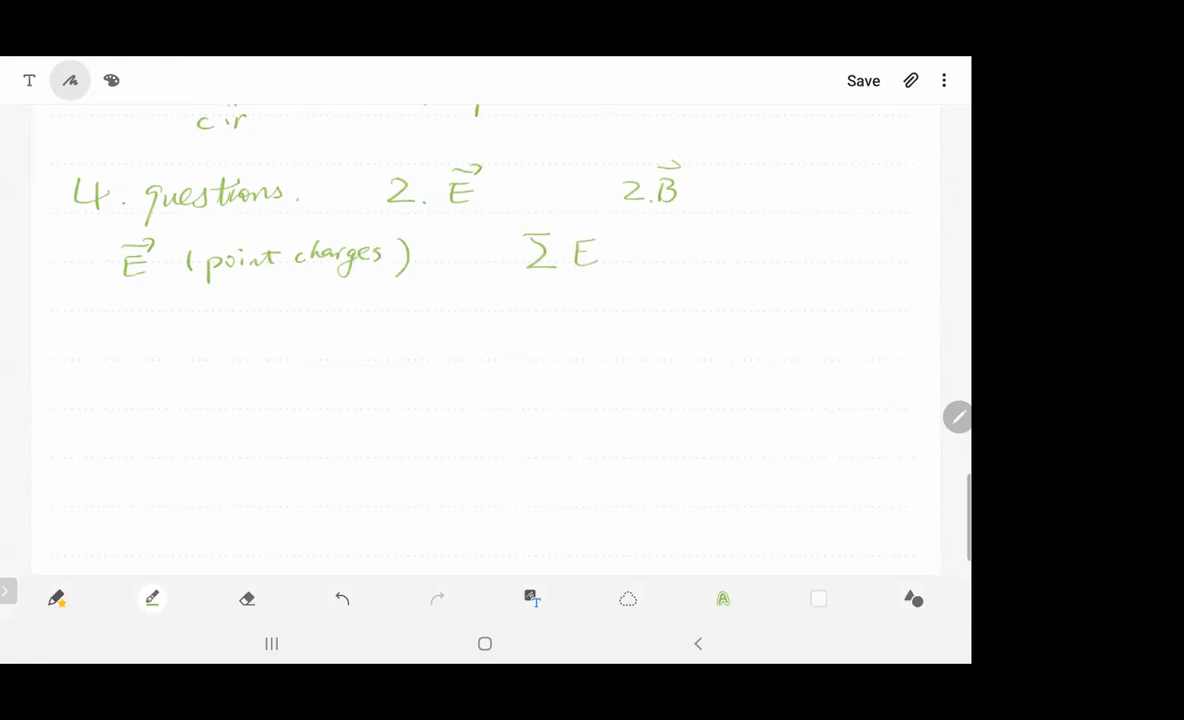 T Save
cir
4. questions. 2. E 2. B
E (point charges) Σ E